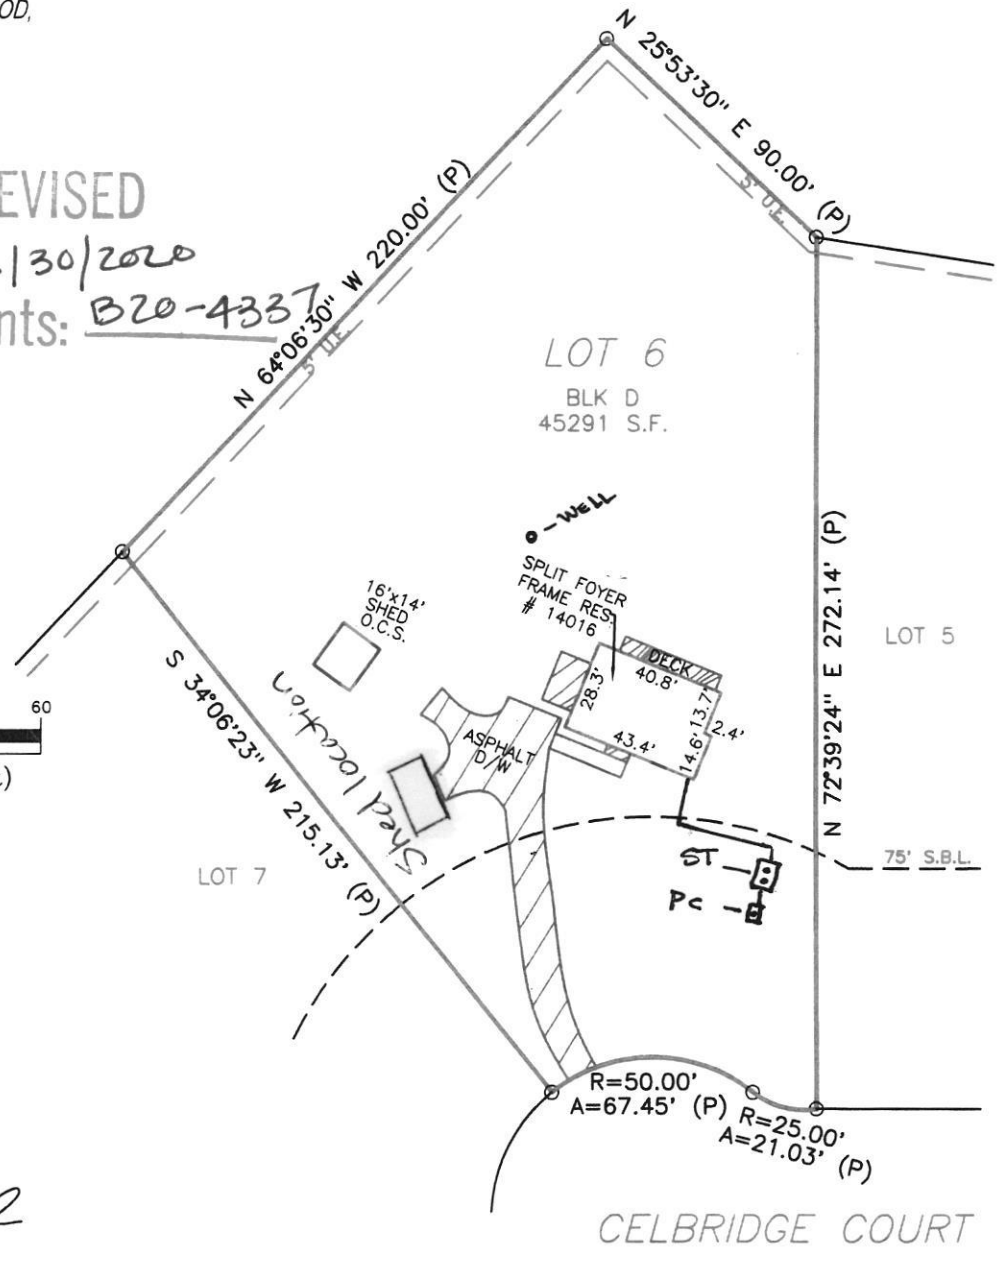 OD,
EVISED
/30/2020
nts: B20-4337
N 25°53'30" E 90.00' (P)
5' U.E.
N 64°06'30" W 220.00' (P)
5' U.E.
LOT 6
BLK D
45291 S.F.
WELL
SPLIT FOYER
FRAME RES.
# 14016
16'x14'
SHED
O.C.S.
DECK
40.8'
28.3'
13.7'
2.4'
14.6'
43.4'
ASPHALT
D/W
Shed location
S 34°06'23" W 215.13' (P)
N 72°39'24" E 272.14' (P)
LOT 5
60
)
LOT 7
75' S.B.L.
ST
PC
R=50.00'
A=67.45' (P)
R=25.00'
A=21.03' (P)
2
CELBRIDGE COURT